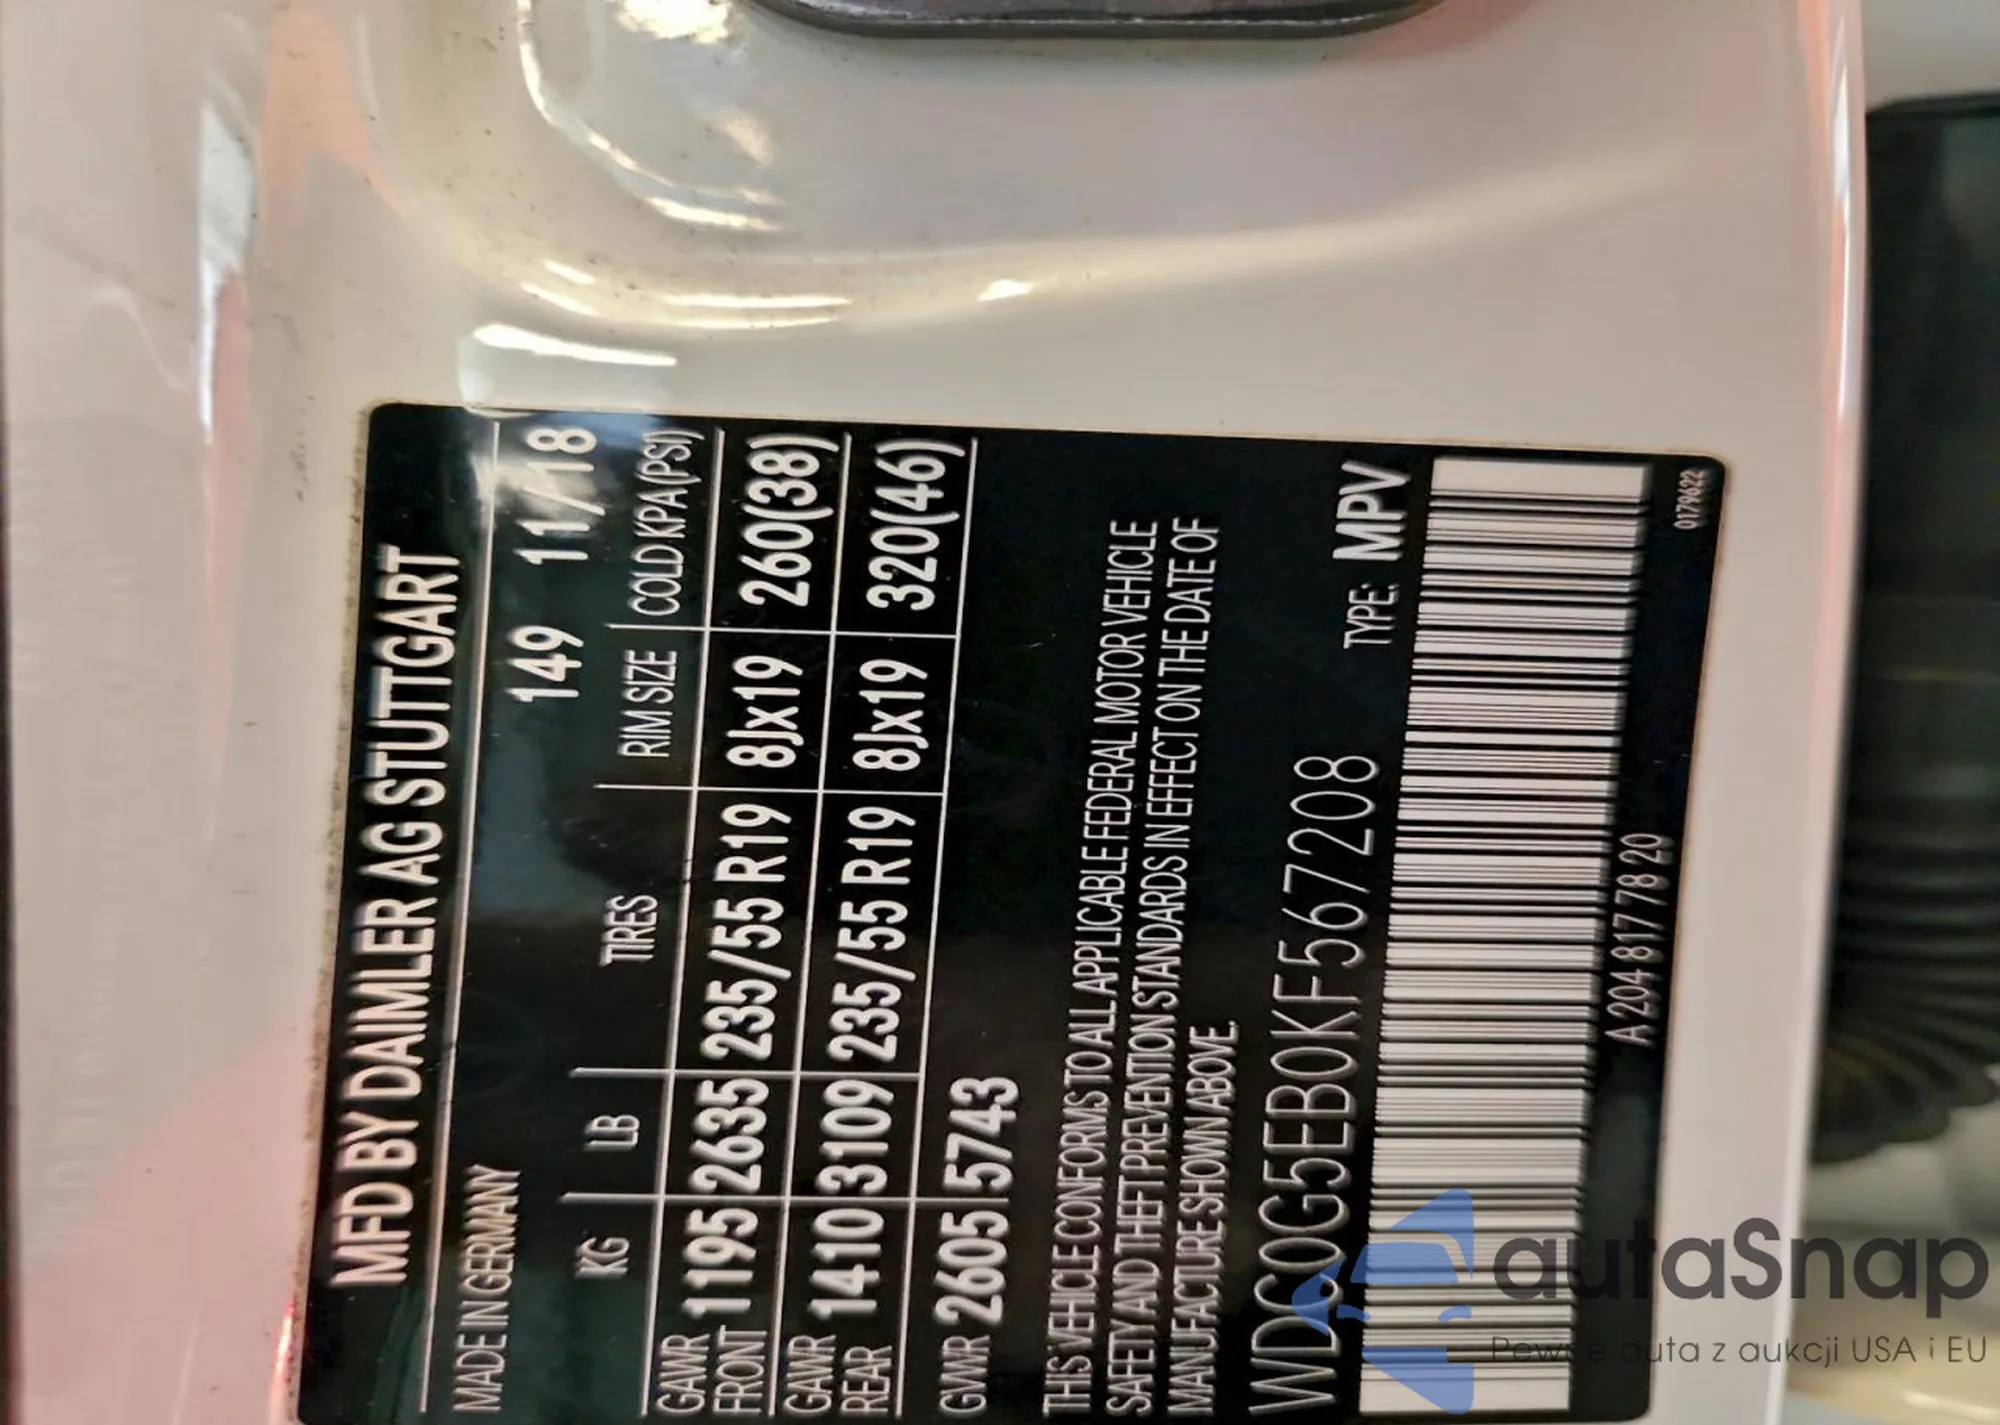 MFD BY DAIMLER AG STUTTGART
MADE IN GERMANY 149 11/18
KG LB TIRES RIM SIZE COLD KPA (PSI)
GAWR FRONT 1195 2635 235/55 R19 8Jx19 260(38)
GAWR REAR 1410 3109 235/55 R19 8Jx19 320(46)
GVWR 2605 5743
THIS VEHICLE CONFORMS TO ALL APPLICABLE FEDERAL MOTOR VEHICLE
SAFETY AND THEFT PREVENTION STANDARDS IN EFFECT ON THE DATE OF
MANUFACTURE SHOWN ABOVE.
WDC0G5EB0KF567208 TYPE: MPV
A 204 817 78 20 0179622
autaSnap
Pewne auta z aukcji USA i EU